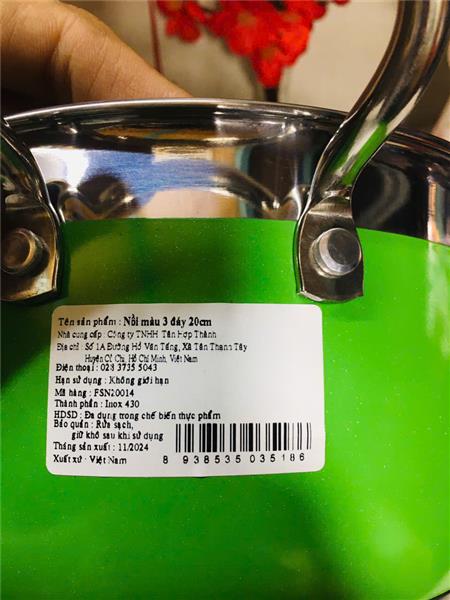 Tên sản phẩm : Nồi màu 3 đáy 20cm
Nhà cung cấp : Công ty TNHH Tân Hợp Thành
Địa chỉ : Số 1A Đường Hồ Văn Tắng, Xã Tân Thạnh Tây
Huyện Củ Chi, Hồ Chí Minh, Việt Nam
Điện thoại : 028 3735 5043
Hạn sử dụng : Không giới hạn
Mã hàng : FSN20014
Thành phần : Inox 430
HDSD : Đa dụng trong chế biến thực phẩm
Bảo quản : Rửa sạch,
giữ khô sau khi sử dụng
Tháng sản xuất : 11/2024
Xuất xứ : Việt Nam
8 938535 035186